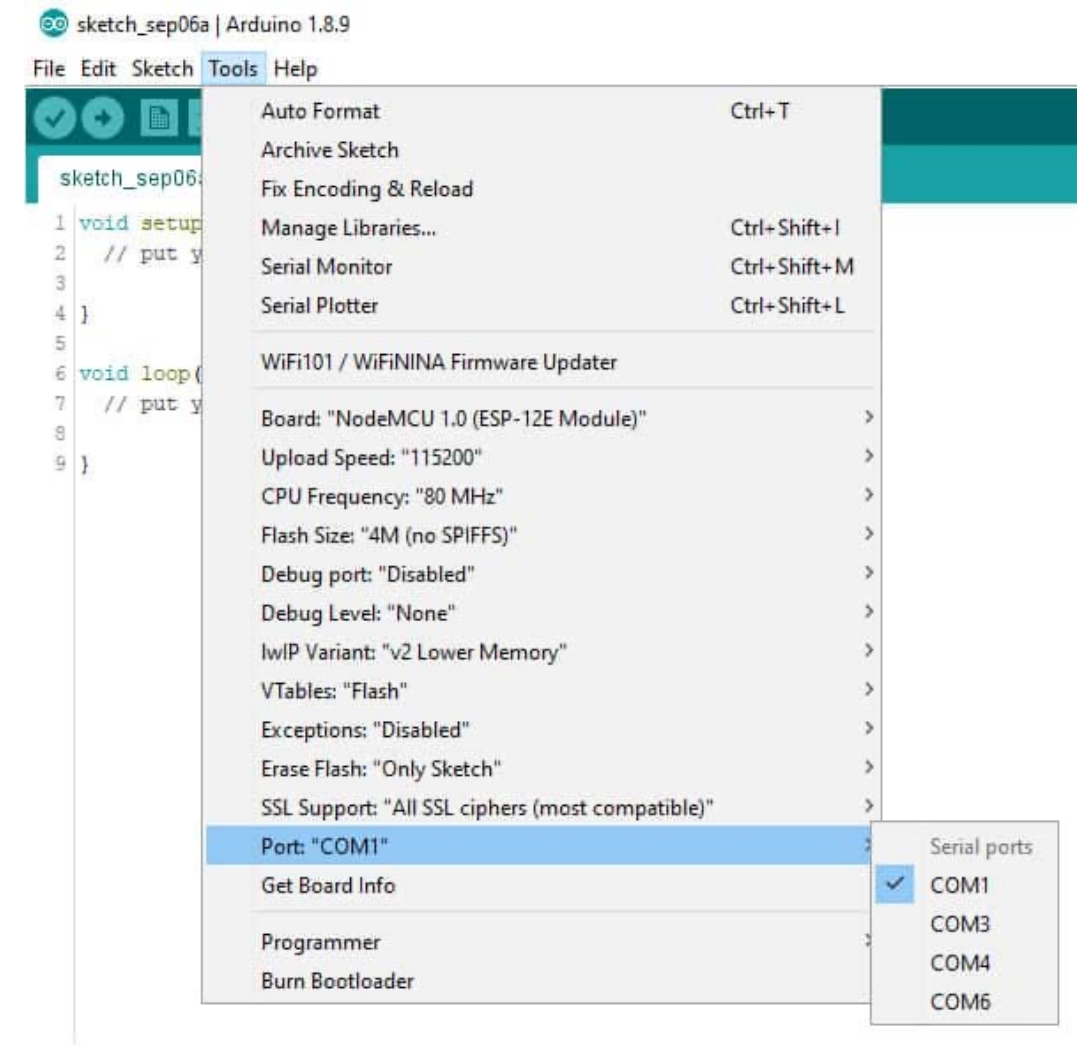 sketch_sep06a | Arduino 1.8.9
File Edit Sketch Tools Help
sketch_sep06a
1 void setup
2 // put y
3
4 }
5
6 void loop(
7 // put y
8
9 }
Auto Format Ctrl+T
Archive Sketch
Fix Encoding & Reload
Manage Libraries... Ctrl+Shift+I
Serial Monitor Ctrl+Shift+M
Serial Plotter Ctrl+Shift+L
WiFi101 / WiFiNINA Firmware Updater
Board: "NodeMCU 1.0 (ESP-12E Module)"
Upload Speed: "115200"
CPU Frequency: "80 MHz"
Flash Size: "4M (no SPIFFS)"
Debug port: "Disabled"
Debug Level: "None"
lwIP Variant: "v2 Lower Memory"
VTables: "Flash"
Exceptions: "Disabled"
Erase Flash: "Only Sketch"
SSL Support: "All SSL ciphers (most compatible)"
Port: "COM1"
Get Board Info
Programmer
Burn Bootloader
Serial ports
COM1
COM3
COM4
COM6